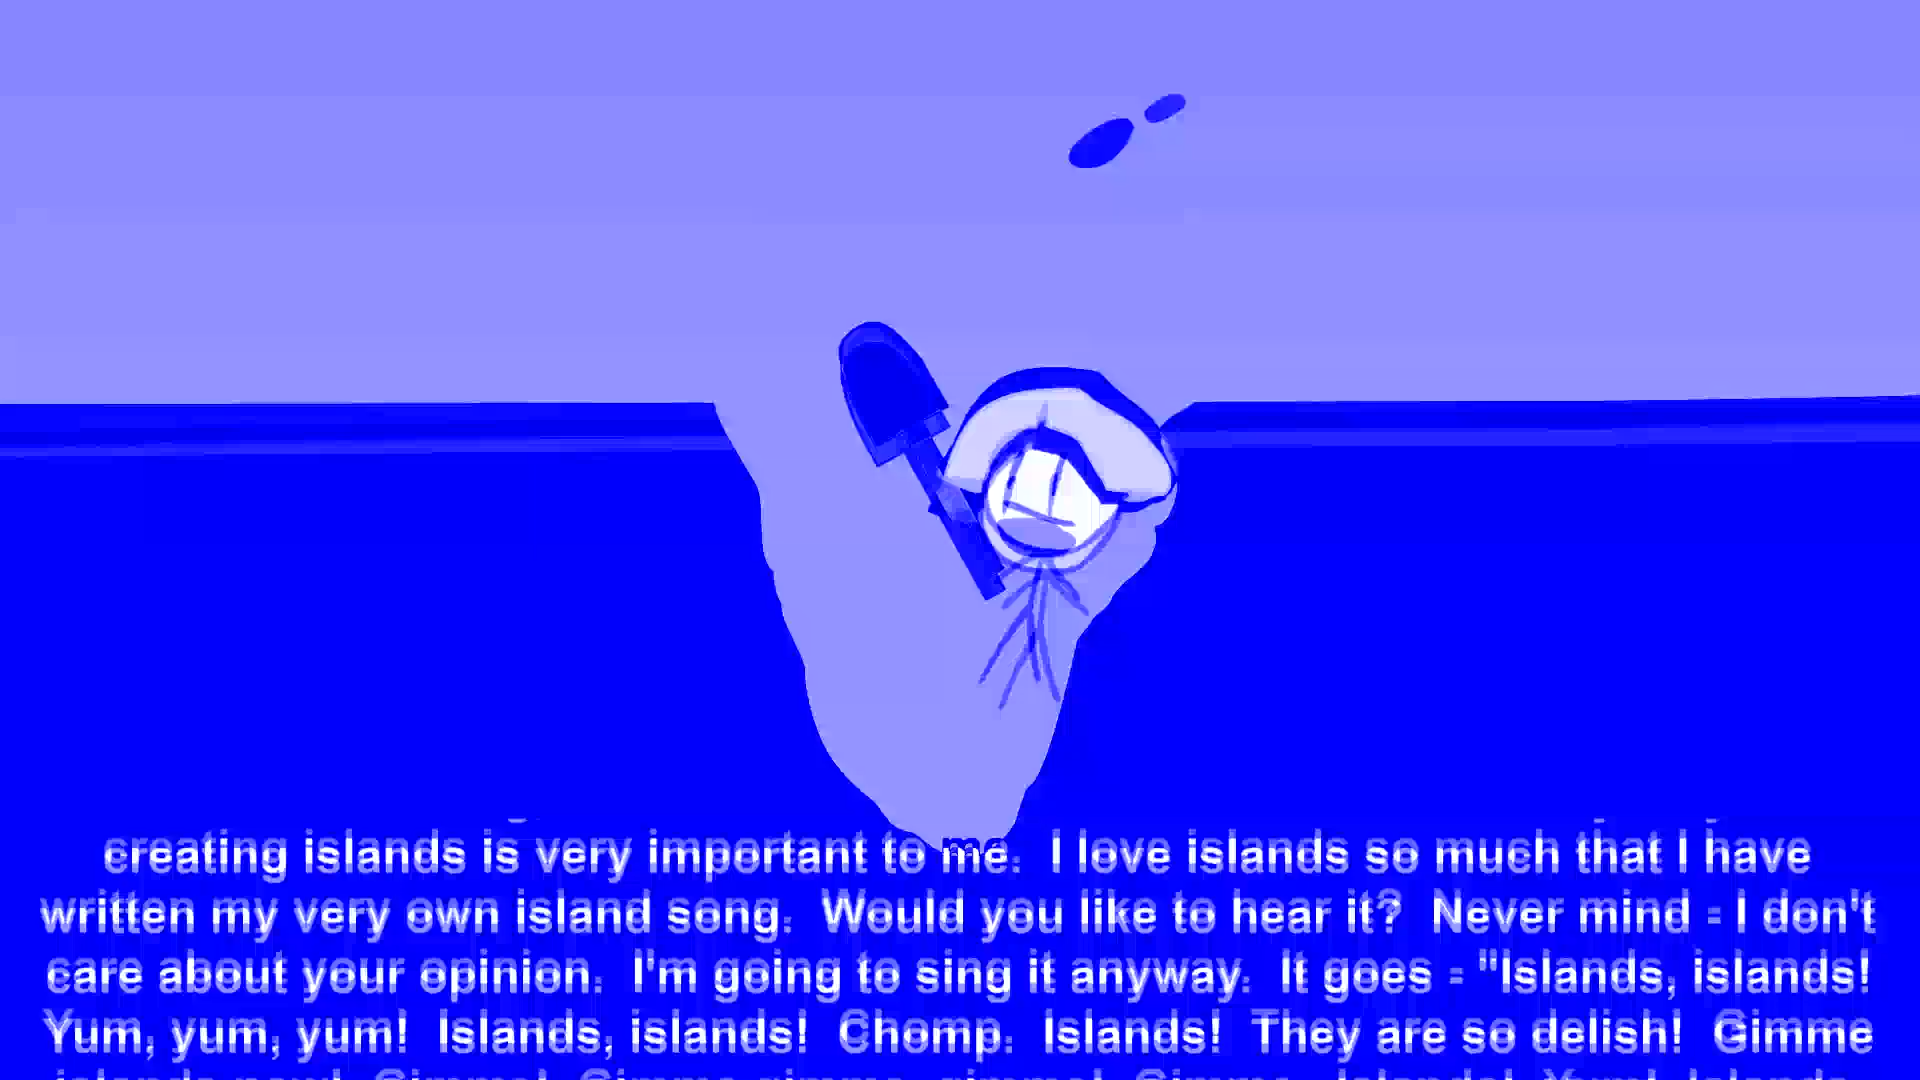 creating islands is very important to me. I love islands so much that I have
written my very own island song. Would you like to hear it? Never mind - I don't
care about your opinion. I'm going to sing it anyway. It goes - "Islands, islands!
Yum, yum, yum! Islands, islands! Chomp. Islands! They are so delish! Gimme